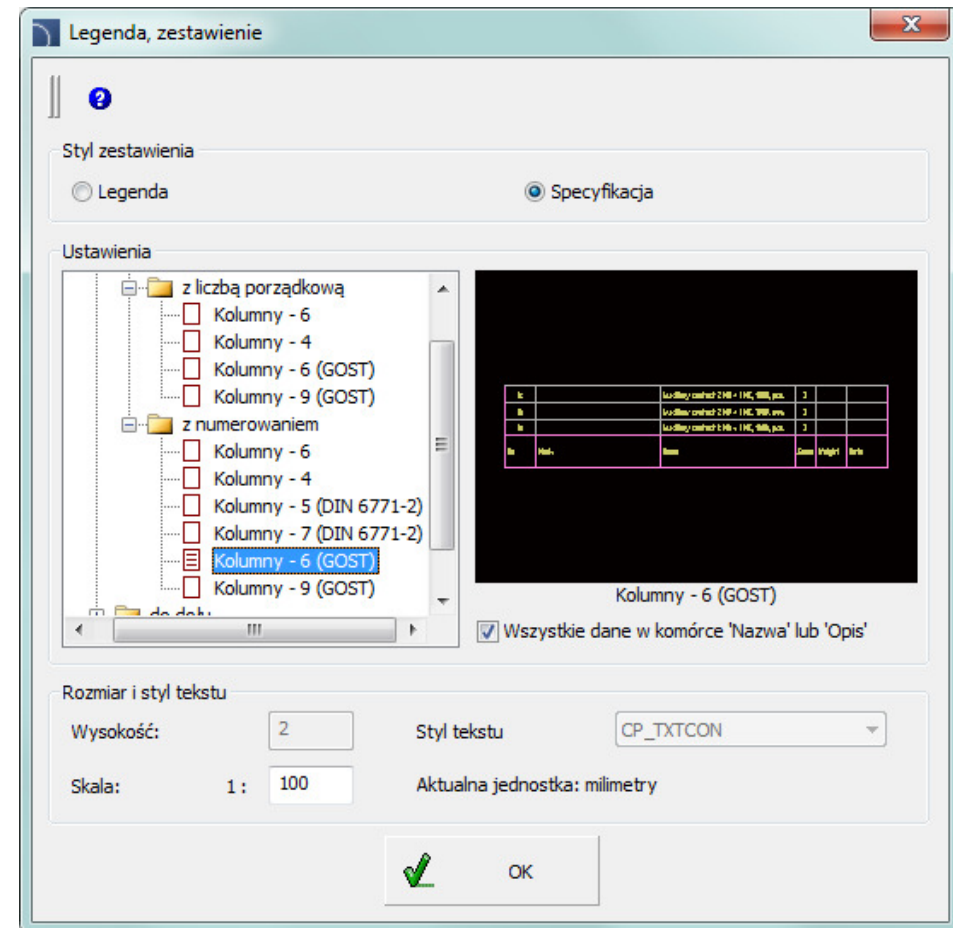 Legenda, zestawienie
Styl zestawienia
Legenda
Specyfikacja
Ustawienia
z liczbą porządkową
Kolumny - 6
Kolumny - 4
Kolumny - 6 (GOST)
Kolumny - 9 (GOST)
z numerowaniem
Kolumny - 6
Kolumny - 4
Kolumny - 5 (DIN 6771-2)
Kolumny - 7 (DIN 6771-2)
Kolumny - 6 (GOST)
Kolumny - 9 (GOST)
do dołu
Kolumny - 6 (GOST)
Wszystkie dane w komórce 'Nazwa' lub 'Opis'
Rozmiar i styl tekstu
Wysokość: 2
Styl tekstu CP_TXTCON
Skala: 1 : 100
Aktualna jednostka: milimetry
OK